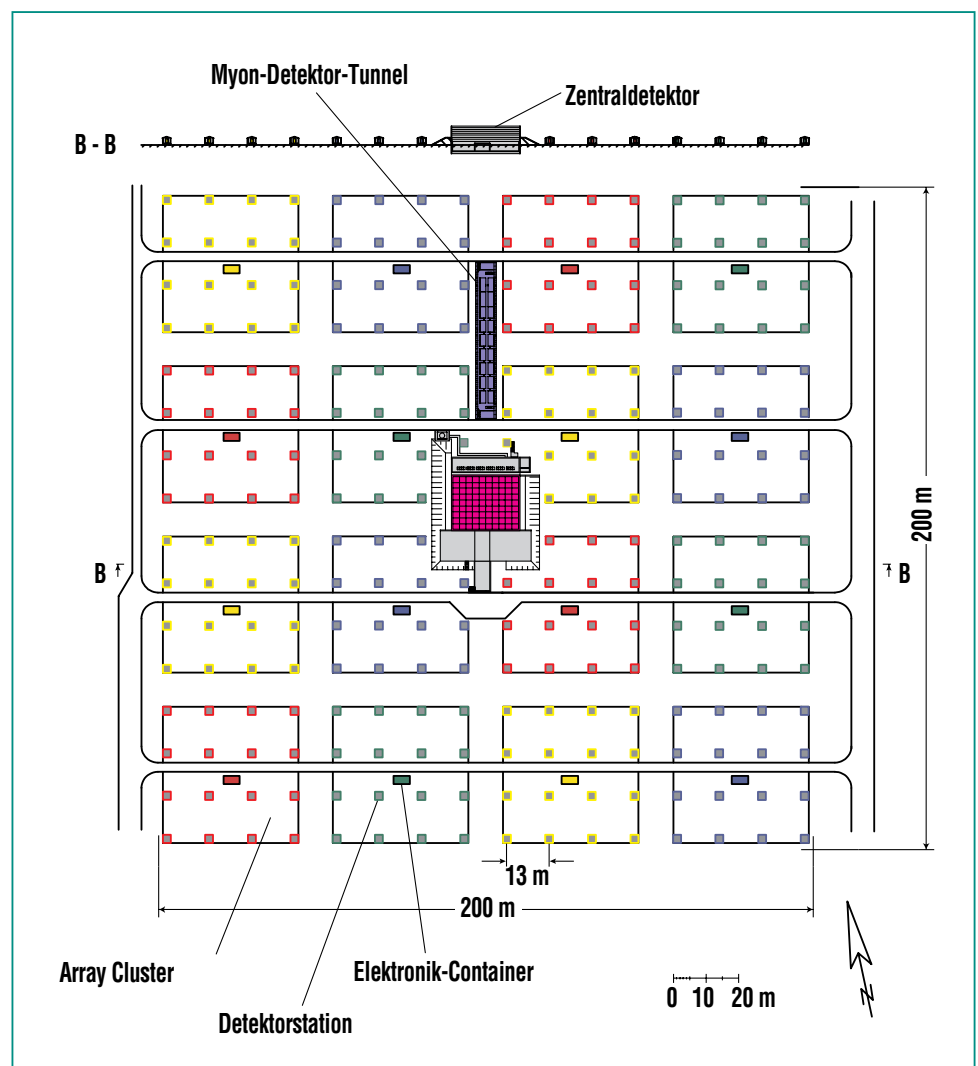 Myon-Detektor-Tunnel
Zentraldetektor
B - B
200 m
B
B
13 m
200 m
Array Cluster
Elektronik-Container
0 10 20 m
Detektorstation